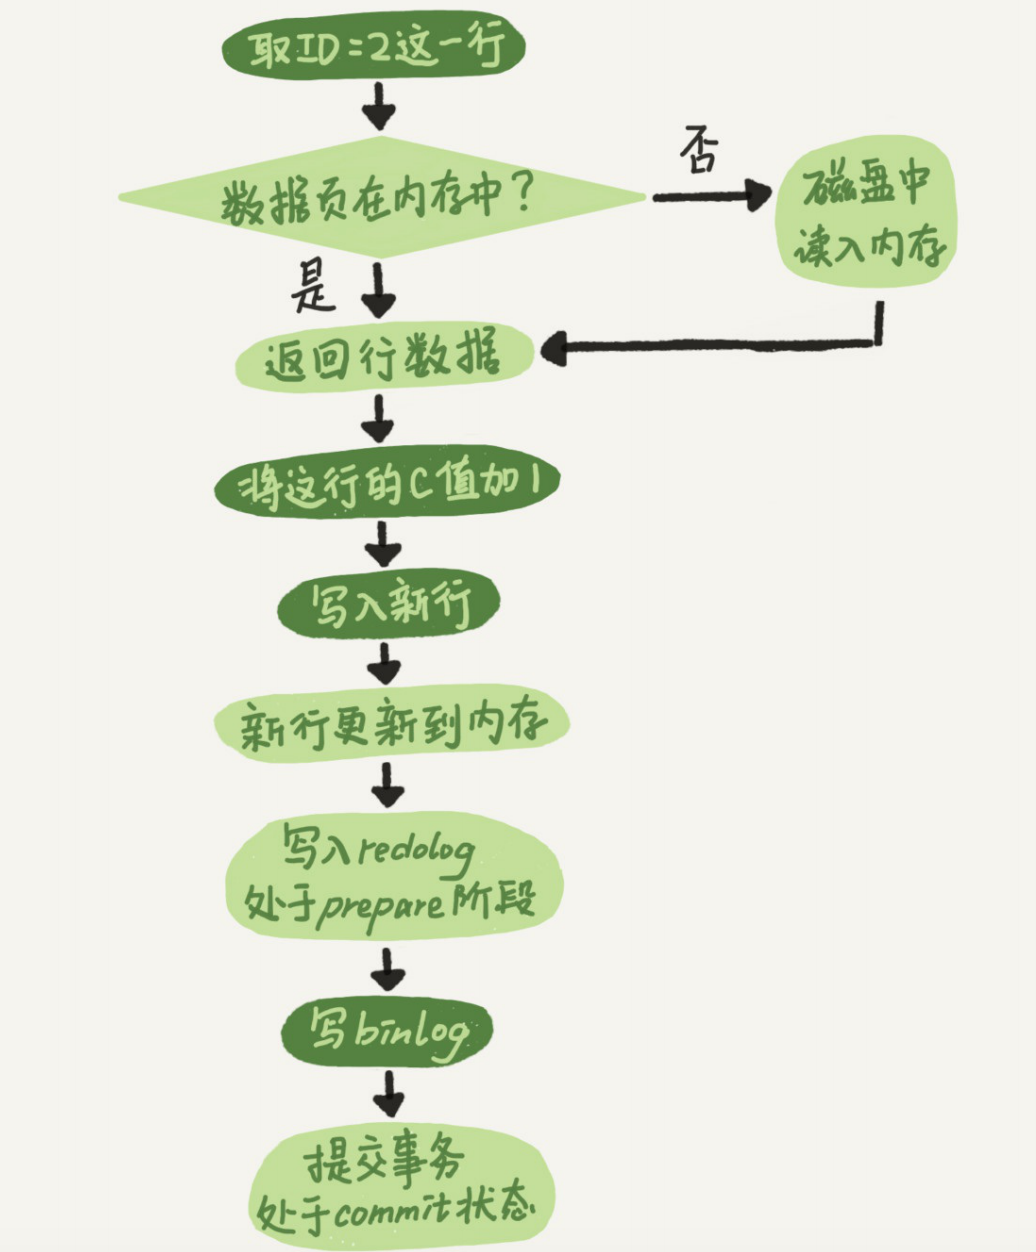 取ID=2这一行
数据页在内存中？
否
磁盘中
读入内存
是
返回行数据
将这行的C值加1
写入新行
新行更新到内存
写入redolog
处于prepare阶段
写binlog
提交事务
处于commit状态